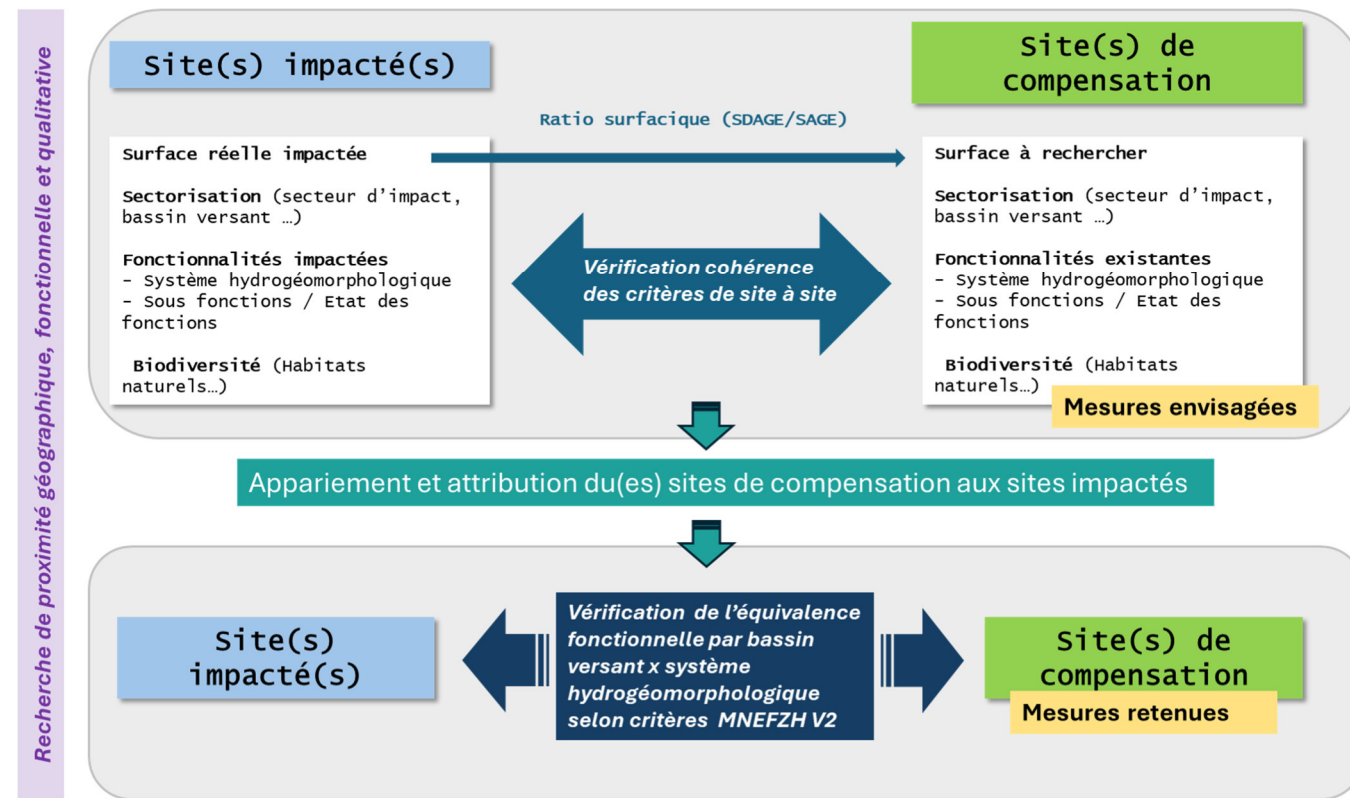 Recherche de proximité géographique, fonctionnelle et qualitative
Site(s) impacté(s)
Site(s) de
compensation
Ratio surfacique (SDAGE/SAGE)
Surface réelle impactée
Sectorisation (secteur d'impact,
bassin versant …)
Fonctionnalités impactées
- Système hydrogéomorphologique
- Sous fonctions / Etat des
fonctions
Biodiversité (Habitats
naturels…)
Vérification cohérence
des critères de site à site
Surface à rechercher
Sectorisation (secteur d'impact,
bassin versant …)
Fonctionnalités existantes
- Système hydrogéomorphologique
- Sous fonctions / Etat des
fonctions
Biodiversité (Habitats
naturels…)
Mesures envisagées
Appariement et attribution du(es) sites de compensation aux sites impactés
Site(s)
impacté(s)
Vérification de l'équivalence
fonctionnelle par bassin
versant x système
hydrogéomorphologique
selon critères MNEFZH V2
Site(s) de
compensation
Mesures retenues